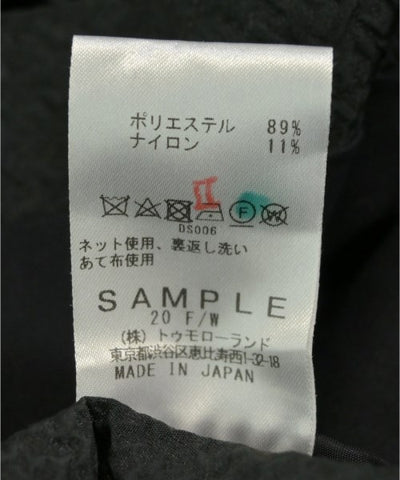 ポリエステル 89%
ナイロン 11%
II
F W
DS006
ネット使用、裏返し洗い
あて布使用
SAMPLE
20 F/W
(株)トゥモローランド
東京都渋谷区恵比寿西1-32-18
MADE IN JAPAN